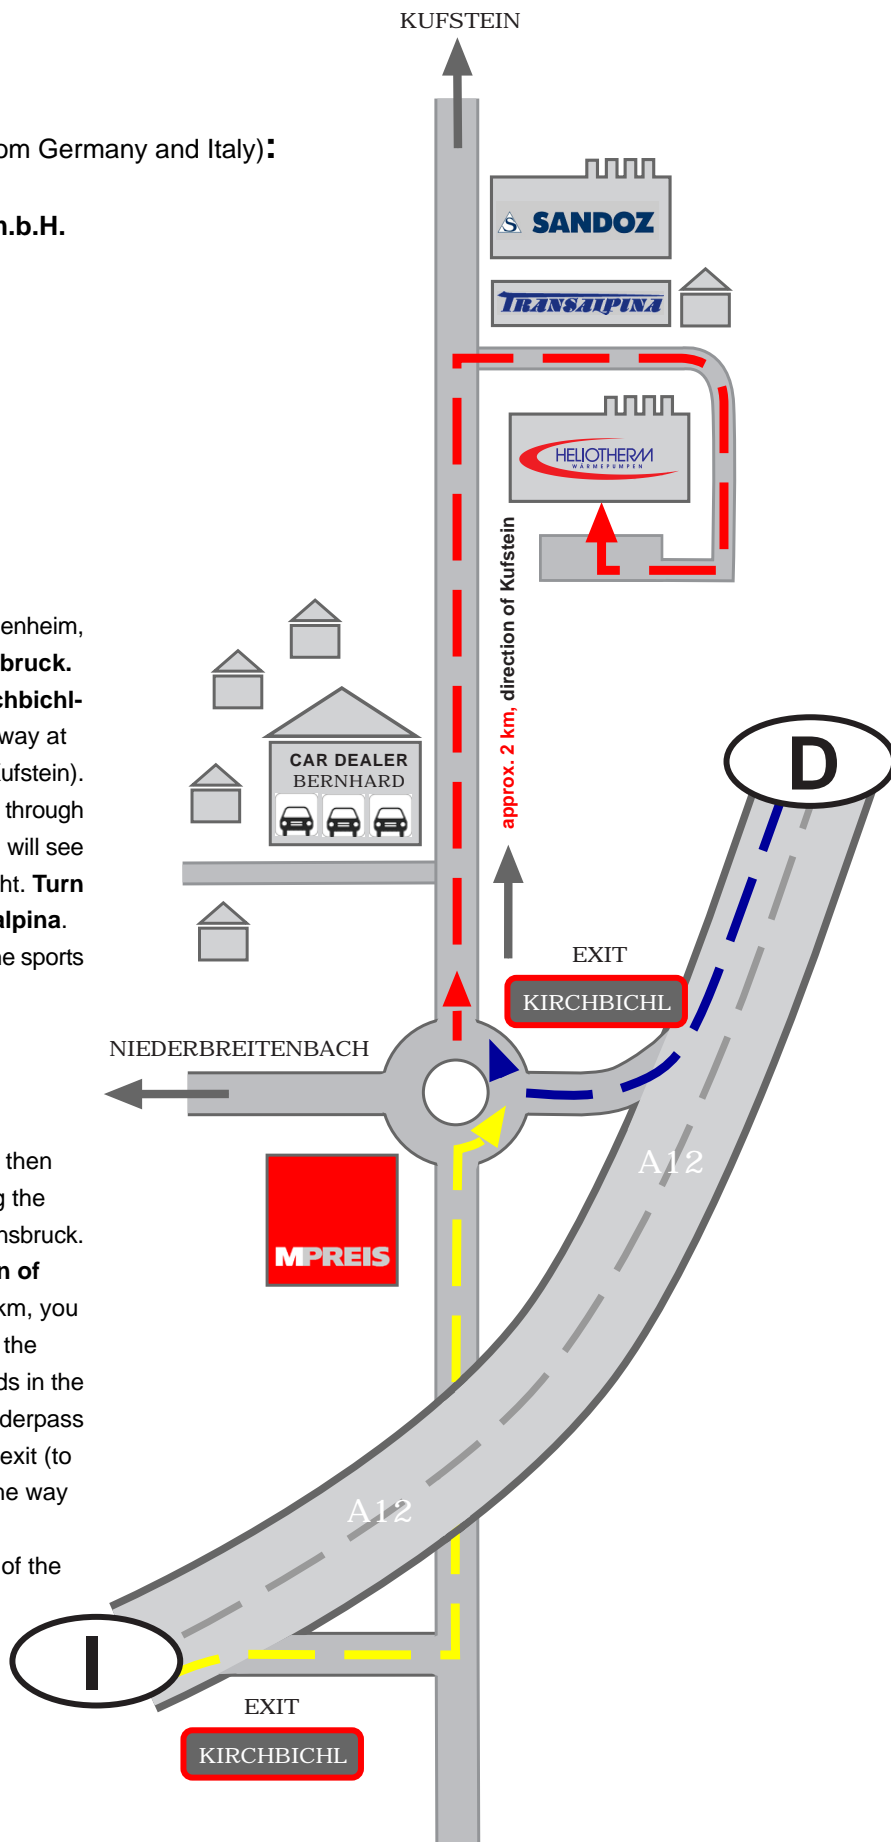 KUFSTEIN
om Germany and Italy):
n.b.H.
SANDOZ
TRANSALPINA
HELIOTHERM
WÄRMEPUMPEN
approx. 2 km, direction of Kufstein
enheim,
bruck.
chbichl-
way at
Kufstein).
through
will see
ht. Turn
alpina.
ne sports
CAR DEALER
BERNHARD
D
EXIT
KIRCHBICHL
NIEDERBREITENBACH
A12
then
g the
nsbruck.
n of
km, you
the
ds in the
derpass
exit (to
he way
of the
MPREIS
A12
I
EXIT
KIRCHBICHL